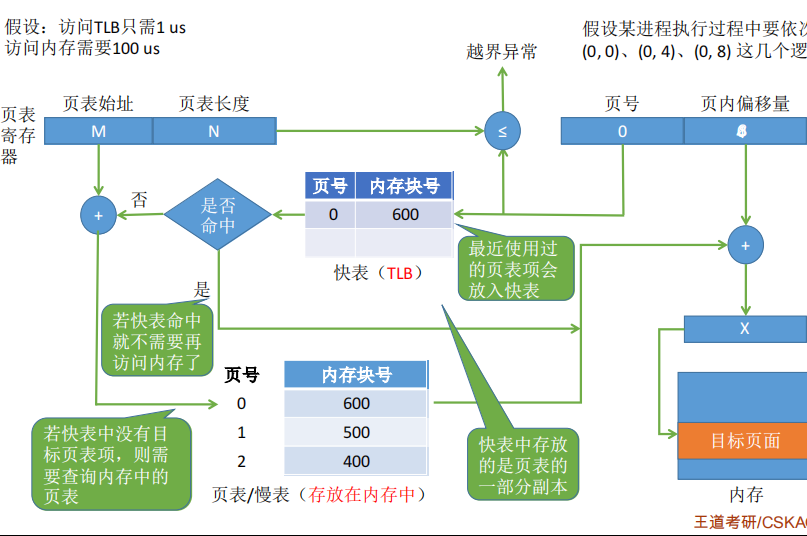 假设：访问TLB只需1 us
访问内存需要100 us
假设某进程执行过程中要依次
(0, 0)、(0, 4)、(0, 8) 这几个逻
越界异常
页表
寄存
器
页表始址
页表长度
M
N
≤
页号
页内偏移量
0
页号
内存块号
0
600
快表（TLB）
是否
命中
否
是
+
+
最近使用过
的页表项会
放入快表
若快表命中
就不需要再
访问内存了
X
页号
内存块号
0
600
1
500
2
400
页表/慢表（存放在内存中）
若快表中没有目
标页表项，则需
要查询内存中的
页表
快表中存放
的是页表的
一部分副本
目标页面
内存
王道考研/CSKA